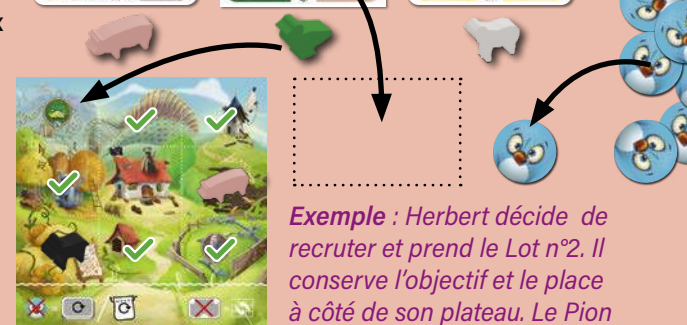 x
Exemple : Herbert décide de
recruter et prend le Lot n°2. Il
conserve l'objectif et le place
à côté de son plateau. Le Pion